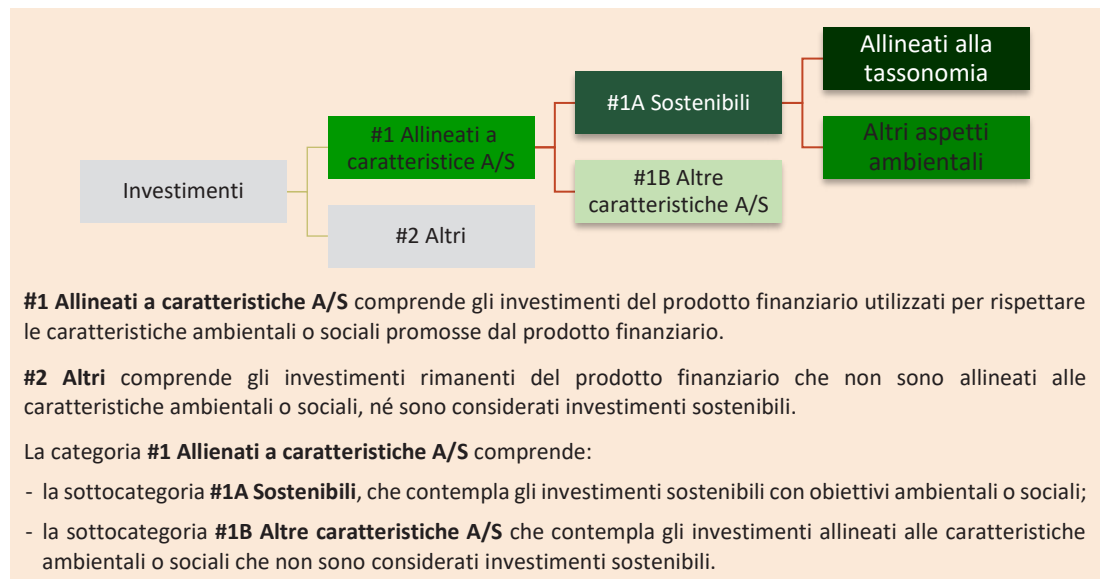 Allineati alla
tassonomia
#1A Sostenibili
#1 Allineati a
caratteristice A/S
Altri aspetti
ambientali
Investimenti
#1B Altre
caratteristiche A/S
#2 Altri
#1 Allineati a caratteristiche A/S comprende gli investimenti del prodotto finanziario utilizzati per rispettare
le caratteristiche ambientali o sociali promosse dal prodotto finanziario.
#2 Altri comprende gli investimenti rimanenti del prodotto finanziario che non sono allineati alle
caratteristiche ambientali o sociali, né sono considerati investimenti sostenibili.
La categoria #1 Allienati a caratteristiche A/S comprende:
- la sottocategoria #1A Sostenibili, che contempla gli investimenti sostenibili con obiettivi ambientali o sociali;
- la sottocategoria #1B Altre caratteristiche A/S che contempla gli investimenti allineati alle caratteristiche
ambientali o sociali che non sono considerati investimenti sostenibili.